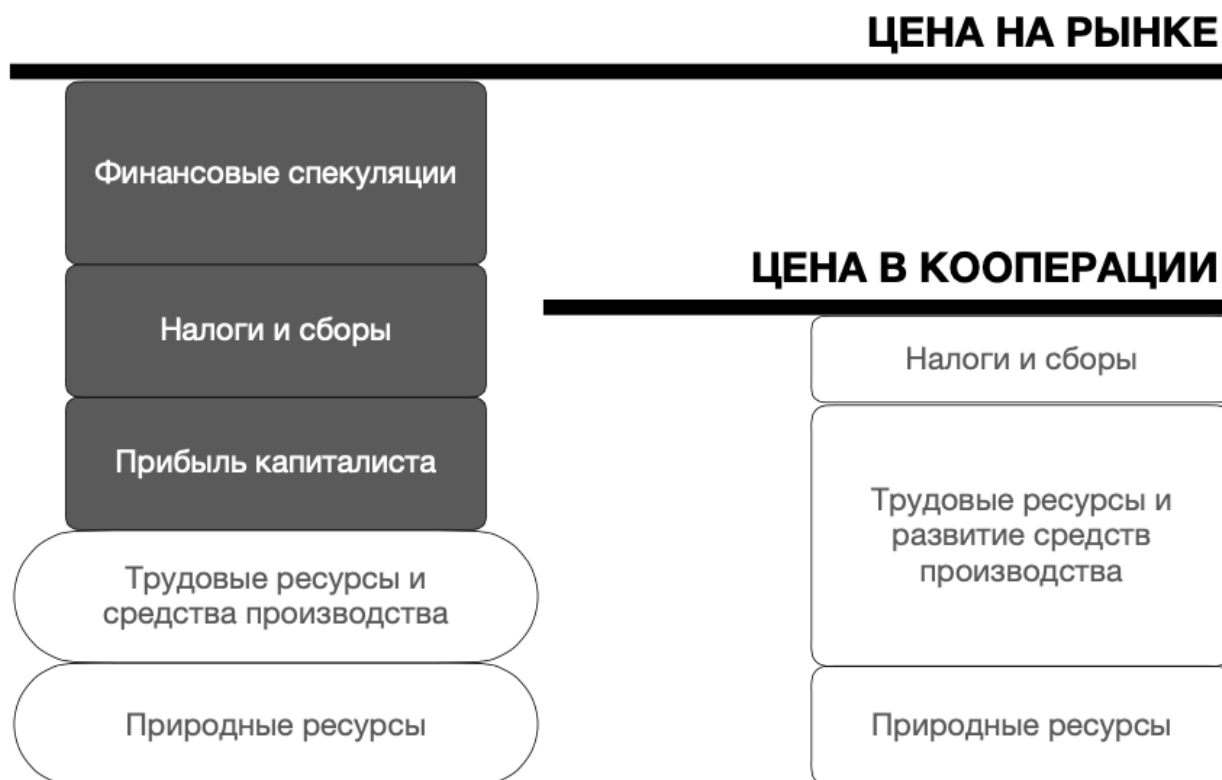 ЦЕНА НА РЫНКЕ
Финансовые спекуляции
Налоги и сборы
Прибыль капиталиста
Трудовые ресурсы и
средства производства
Природные ресурсы
ЦЕНА В КООПЕРАЦИИ
Налоги и сборы
Трудовые ресурсы и
развитие средств
производства
Природные ресурсы